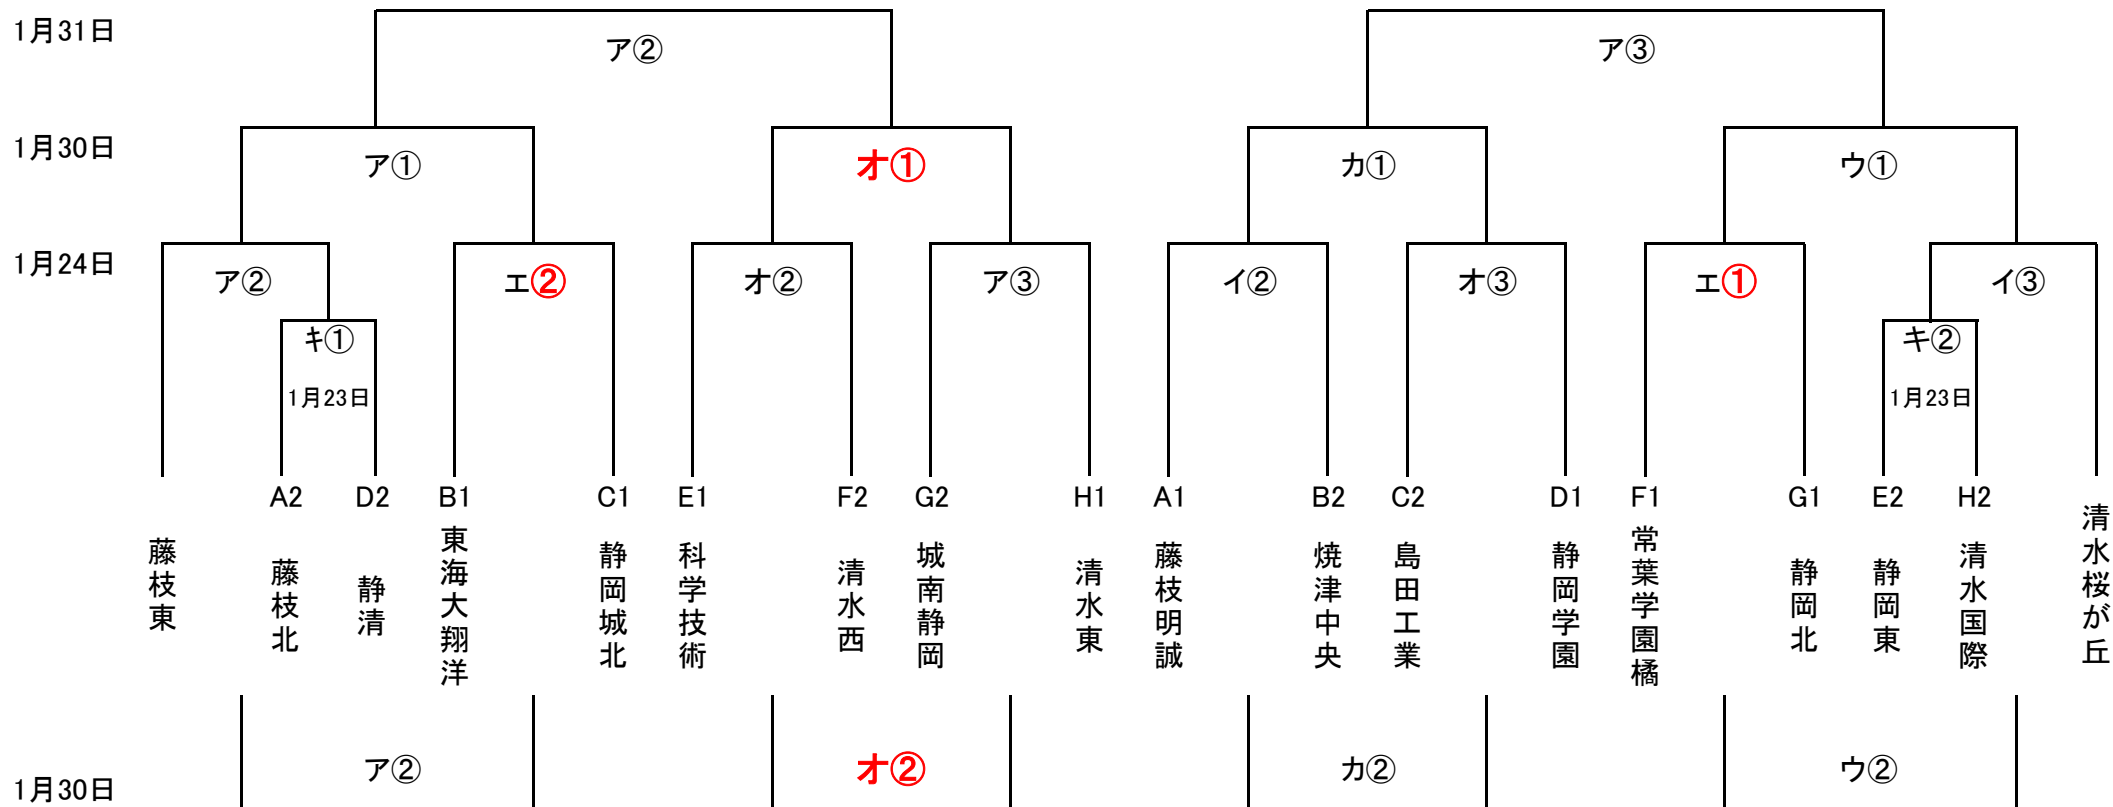 1月31日
ア②
ア③
1月30日
ア①
オ①
カ①
ウ①
1月24日
ア②
エ②
オ②
ア③
イ②
オ③
エ①
イ③
キ①
キ②
1月23日
1月23日
A2
D2
B1
C1
E1
F2
G2
H1
A1
B2
C2
D1
F1
G1
E2
H2
藤枝東
藤枝北
静清
東海大翔洋
静岡城北
科学技術
清水西
城南静岡
清水東
藤枝明誠
焼津中央
島田工業
静岡学園
常葉学園橘
静岡北
静岡東
清水国際
清水桜が丘
ア②
オ②
カ②
ウ②
1月30日